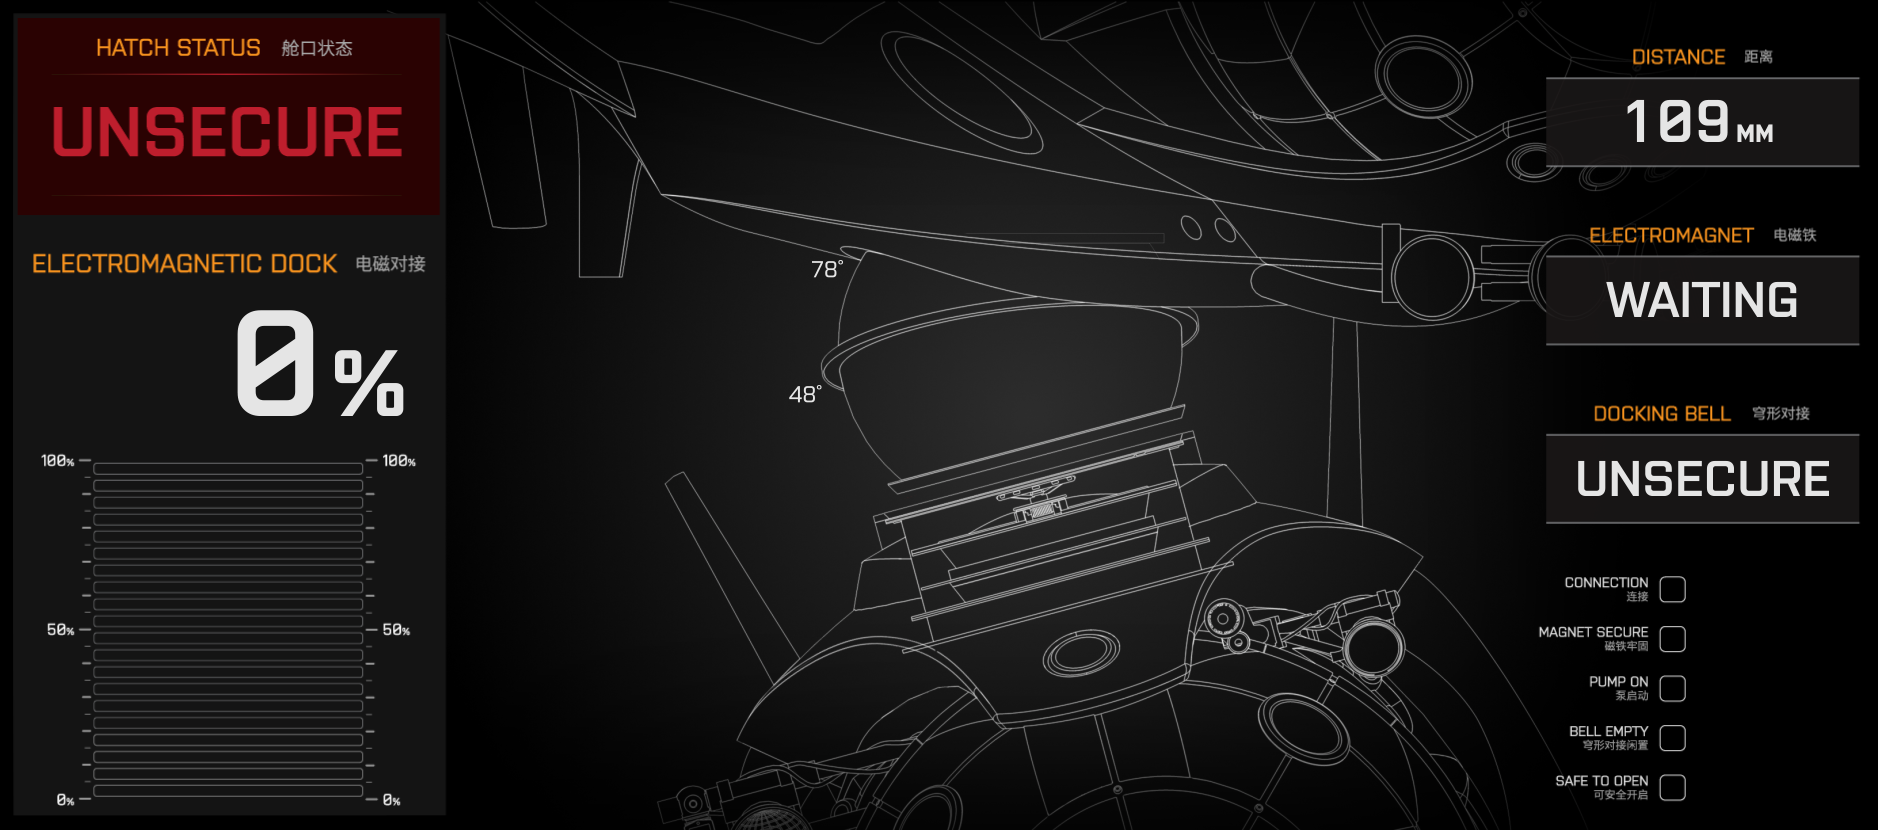 HATCH STATUS 舱口状态
UNSECURE
ELECTROMAGNETIC DOCK 电磁对接
0%
100% 100%
50% 50%
0% 0%
78°
48°
DISTANCE 距离
109 MM
ELECTROMAGNET 电磁铁
WAITING
DOCKING BELL 穹形对接
UNSECURE
CONNECTION
连接
MAGNET SECURE
磁铁牢固
PUMP ON
泵启动
BELL EMPTY
穹形对接闲置
SAFE TO OPEN
可安全开启